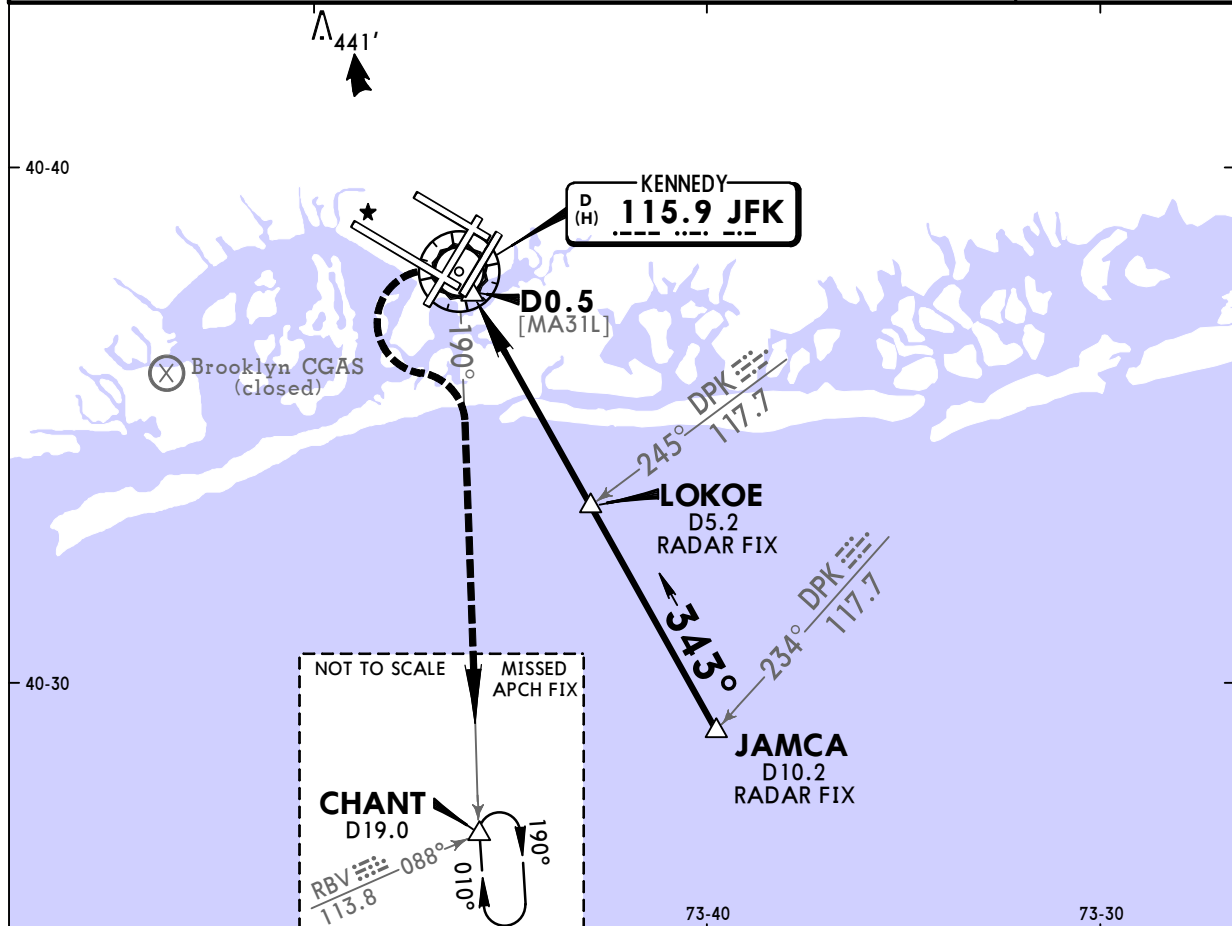 441'
40-40
KENNEDY
D
(H)
115.9 JFK
D0.5
[MA31L]
190°
Brooklyn CGAS
(closed)
245° DPK
117.7
LOKOE
D5.2
RADAR FIX
234° DPK
117.7
343°
40-30
NOT TO SCALE
MISSED
APCH FIX
JAMCA
D10.2
RADAR FIX
CHANT
D19.0
RBV 088°
113.8
010°
190°
73-40
73-30